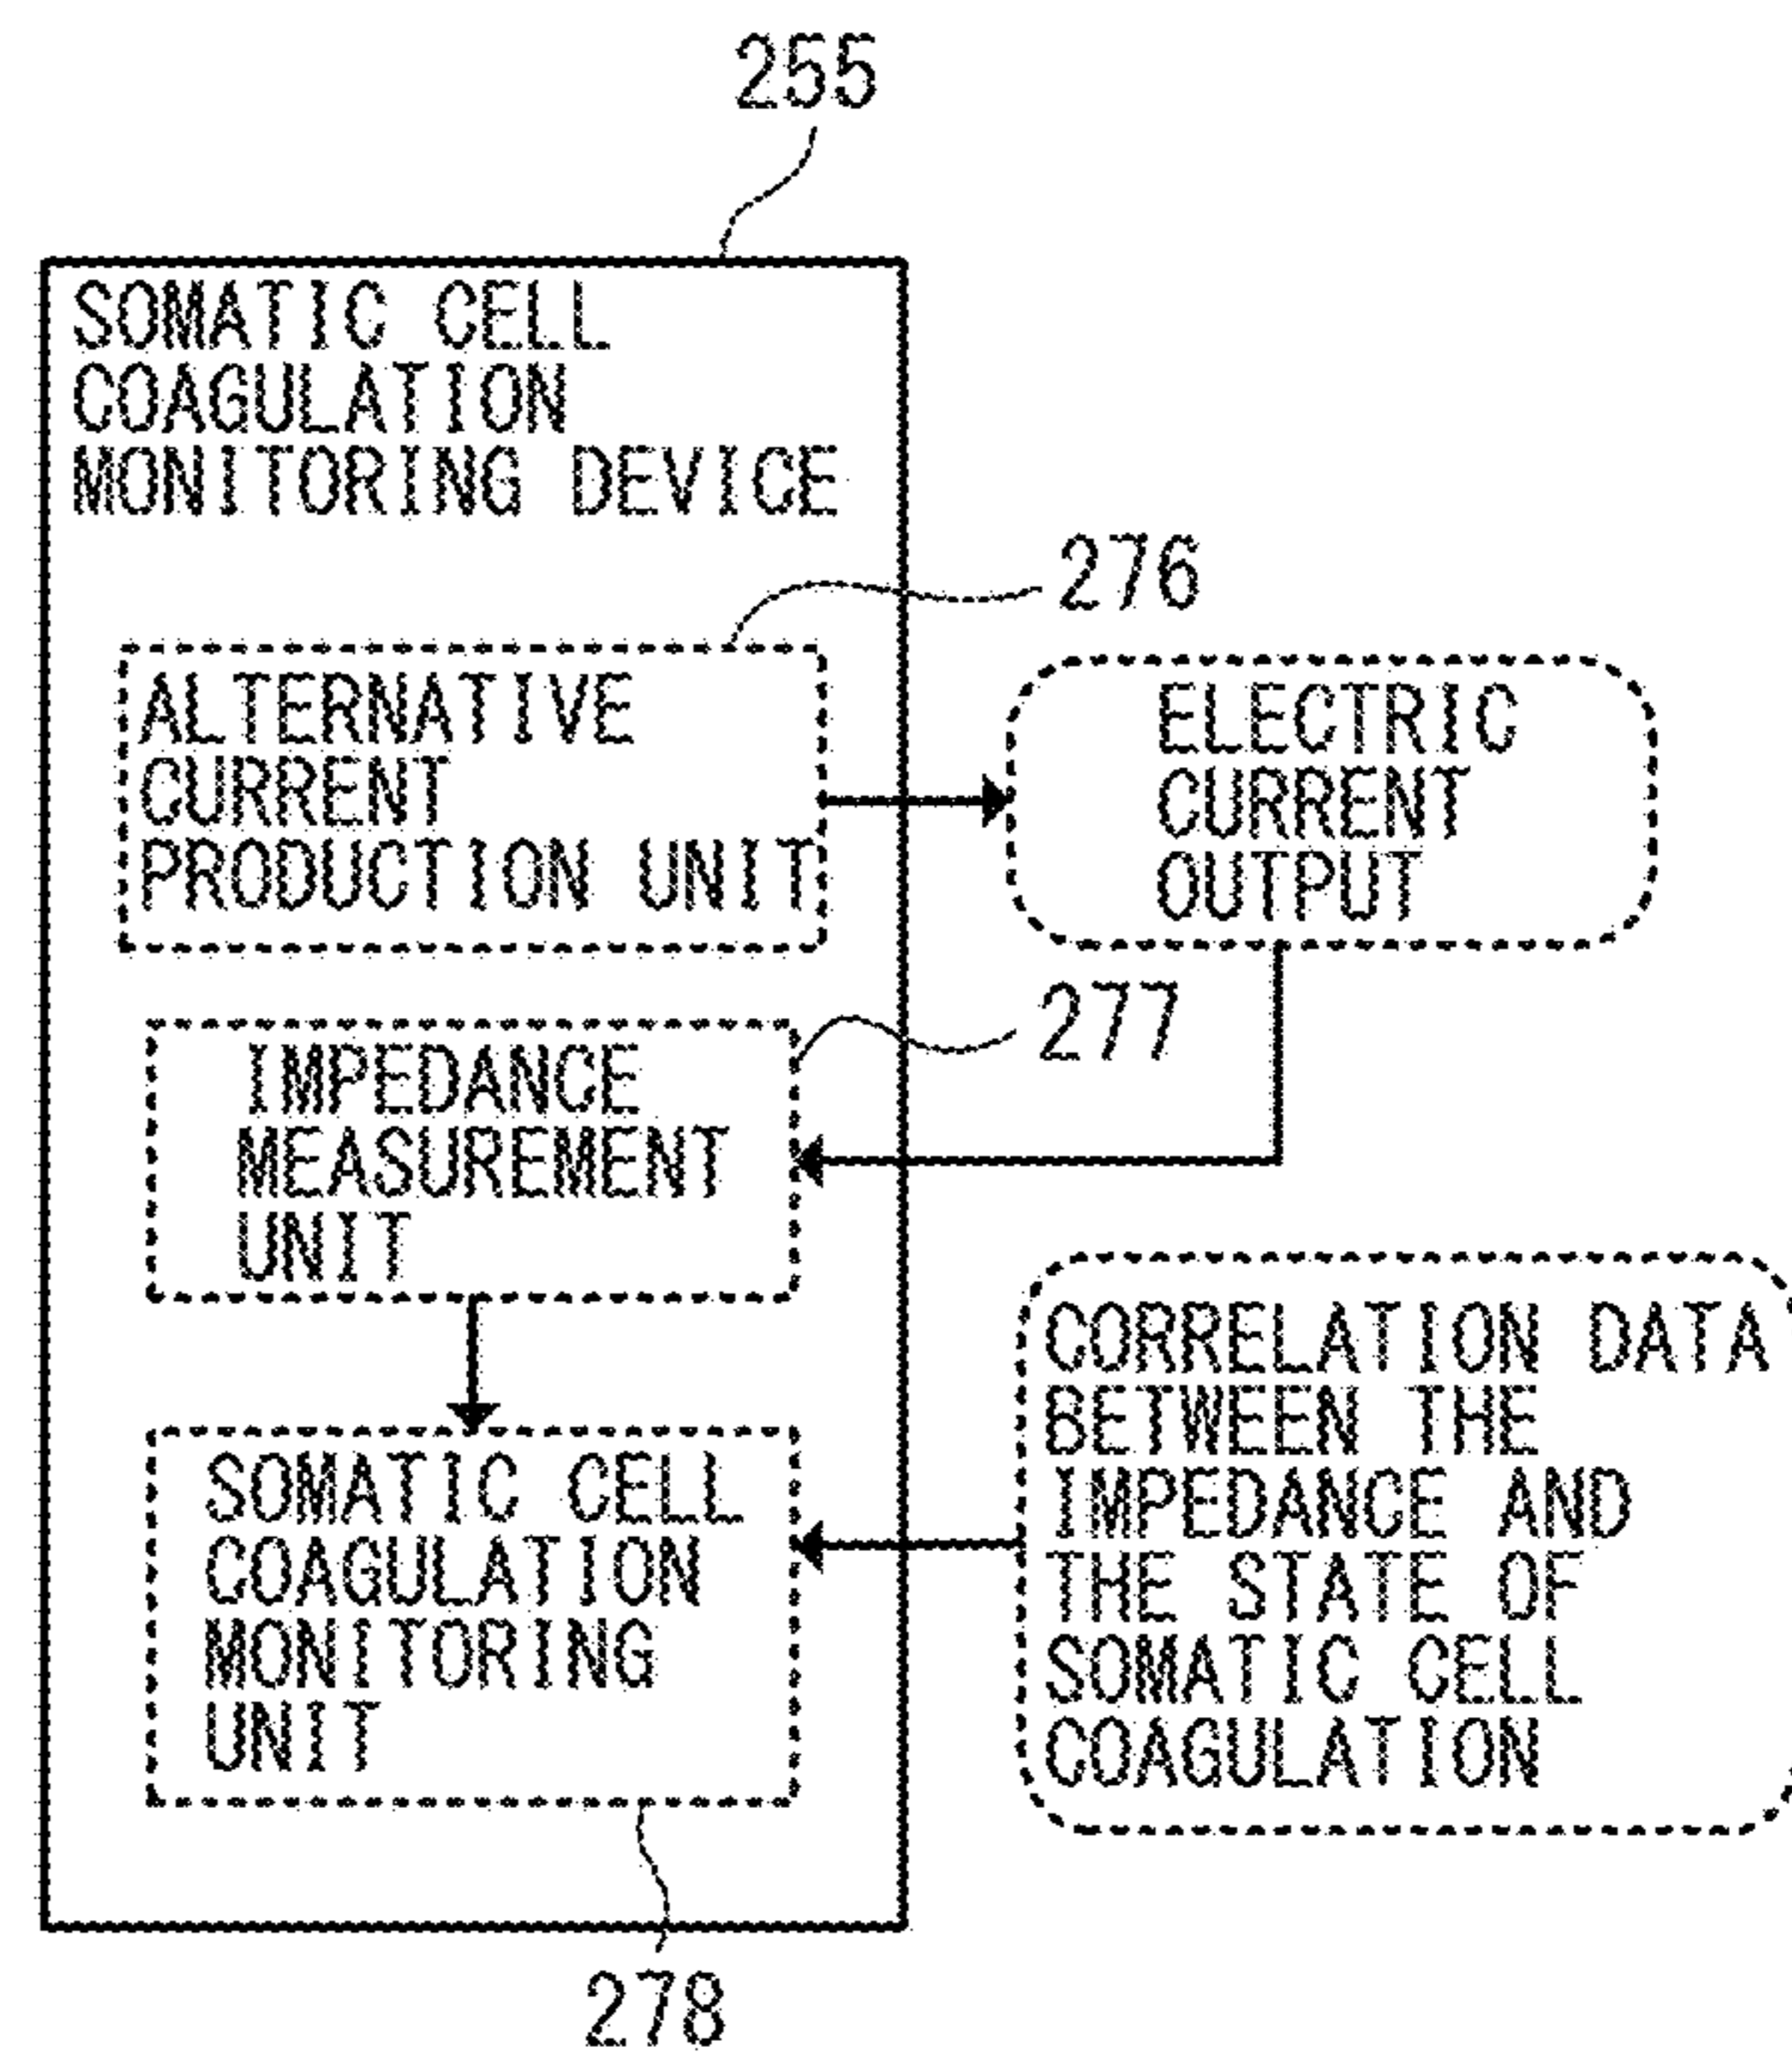 255
SOMATIC CELL
COAGULATION
MONITORING DEVICE
276
ALTERNATIVE
CURRENT
PRODUCTION UNIT
ELECTRIC
CURRENT
OUTPUT
277
IMPEDANCE
MEASUREMENT
UNIT
CORRELATION DATA
BETWEEN THE
IMPEDANCE AND
THE STATE OF
SOMATIC CELL
COAGULATION
SOMATIC CELL
COAGULATION
MONITORING
UNIT
278